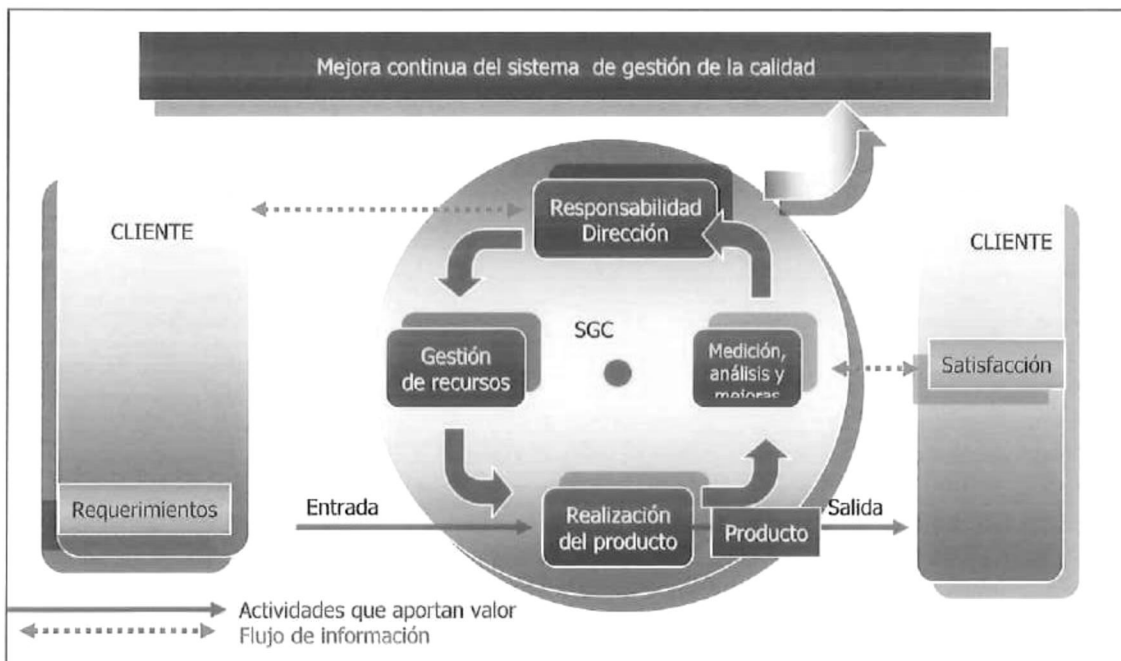 Mejora continua del sistema de gestión de la calidad
CLIENTE
Responsabilidad
Dirección
CLIENTE
SGC
Gestión
de recursos
Medición,
análisis y
mejoras
Satisfacción
Requerimientos
Entrada
Realización
del producto
Producto
Salida
Actividades que aportan valor
Flujo de información